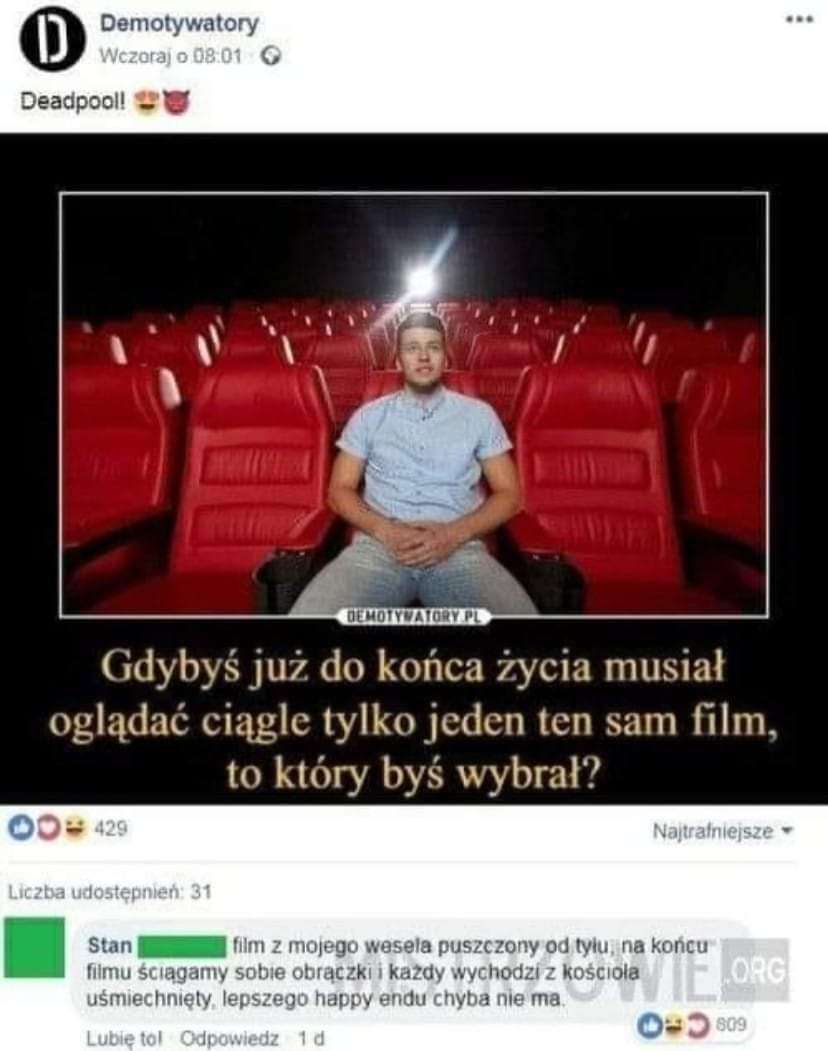 Demotywatory
Wczoraj o 08:01
Deadpool!
DEMOTYWATORY.PL
Gdybyś już do końca życia musiał
oglądać ciągle tylko jeden ten sam film,
to który byś wybrał?
429
Najtrafniejsze
Liczba udostępnień: 31
Stan film z mojego wesela puszczony od tyłu, na końcu
filmu ściągamy sobie obrączki i każdy wychodzi z kościoła
uśmiechnięty, lepszego happy endu chyba nie ma.
MISTRZOWIE.ORG
Lubię to! Odpowiedz 1 d
809